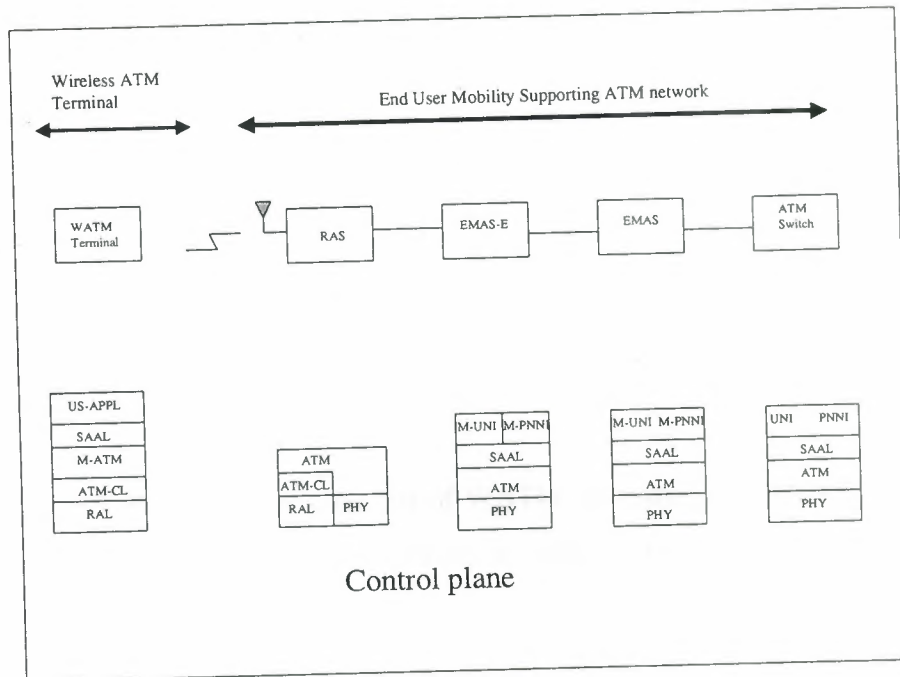 Wireless ATM
Terminal
End User Mobility Supporting ATM network
WATM
Terminal
RAS
EMAS-E
EMAS
ATM
Switch
US-APPL
SAAL
M-ATM
ATM-CL
RAL
ATM
ATM-CL
RAL
PHY
M-UNI M-PNNI
SAAL
ATM
PHY
M-UNI M-PNNI
SAAL
ATM
PHY
UNI PNNI
SAAL
ATM
PHY
Control plane